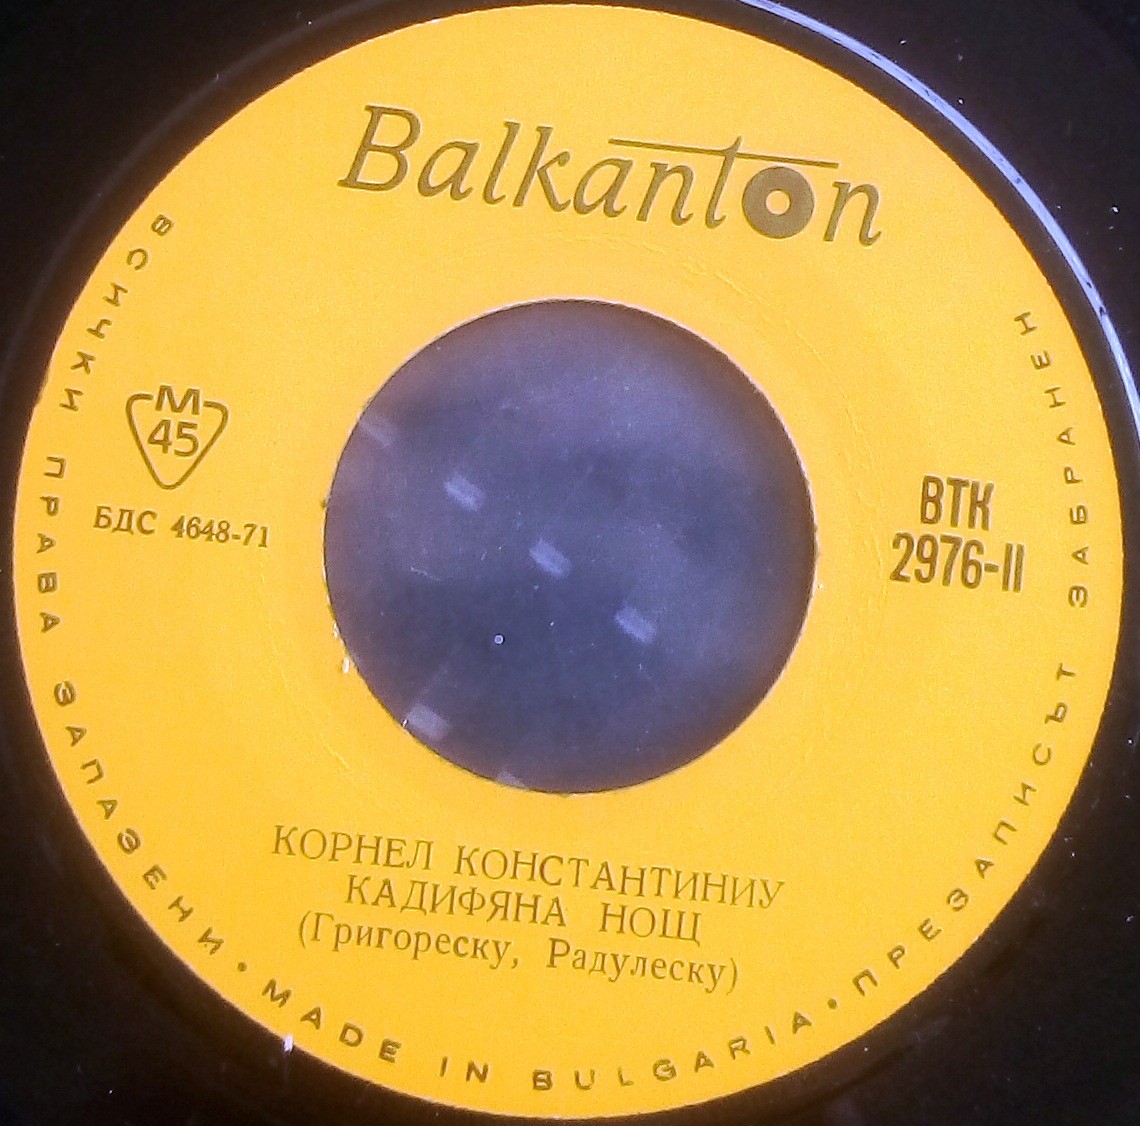 Balkanton
ВСИЧКИ ПРАВА ЗАПАЗЕНИ • MADE IN BULGARIA • ПРЕЗАПИСЪТ ЗАБРАНЕН
М
45
БДС 4648-71
ВТК
2976-II
КОРНЕЛ КОНСТАНТИНИУ
КАДИФЯНА НОЩ
(Григореску, Радулеску)